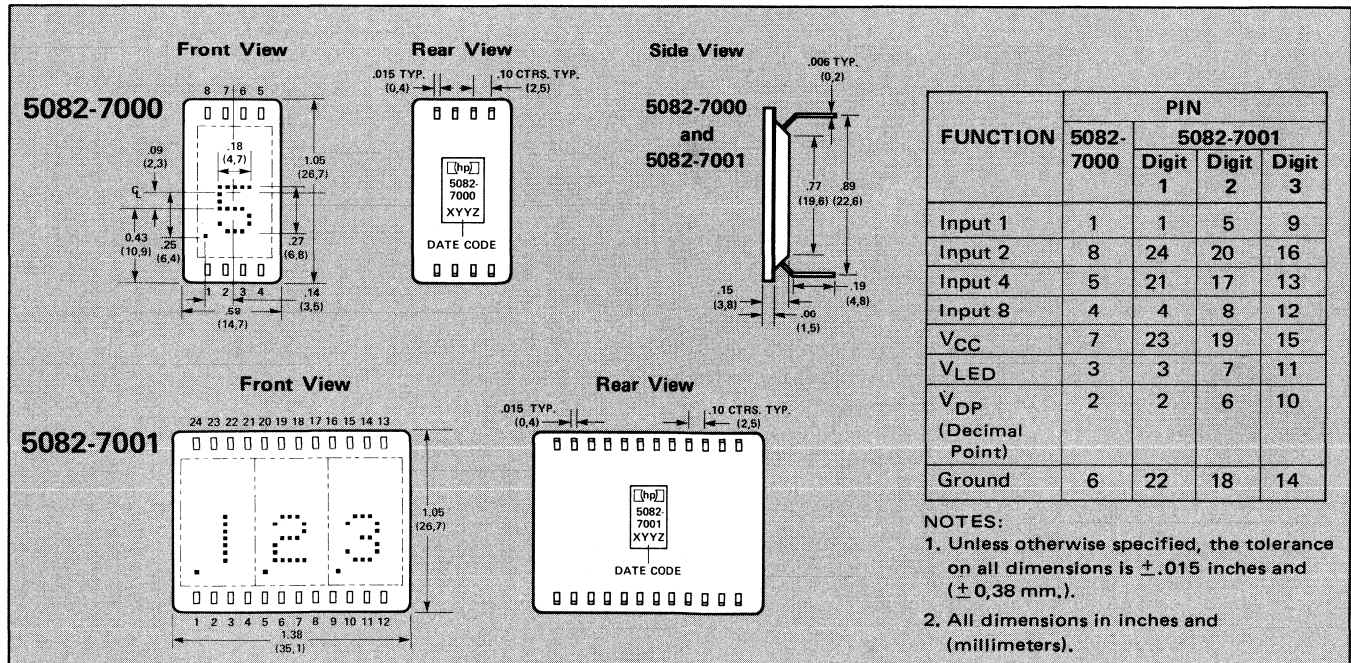 Front View
Rear View
Side View
5082-7000
8 7 6 5
.18
(4,7)
.09
(2,3)
℄
0.43
(10,9)
.25
(6,4)
1.05
(26,7)
.27
(6,8)
1 2 3 4
.14
(3,5)
.58
(14,7)
.015 TYP.
(0,4)
.10 CTRS. TYP.
(2,5)
hp
5082-
7000
XYYZ
DATE CODE
5082-7000
and
5082-7001
.006 TYP.
(0,2)
.77
(19,6)
.89
(22,6)
.15
(3,8)
.06
(1,5)
.19
(4,8)
Front View
Rear View
5082-7001
24 23 22 21 20 19 18 17 16 15 14 13
.1 .2 .3
1 2 3 4 5 6 7 8 9 10 11 12
1.38
(35,1)
1.05
(26,7)
.015 TYP.
(0,4)
.10 CTRS. TYP.
(2,5)
hp
5082-
7001
XYYZ
DATE CODE
FUNCTION PIN
5082-7000 5082-7001
Digit 1 Digit 2 Digit 3
Input 1 1 1 5 9
Input 2 8 24 20 16
Input 4 5 21 17 13
Input 8 4 4 8 12
VCC 7 23 19 15
VLED 3 3 7 11
VDP (Decimal Point) 2 2 6 10
Ground 6 22 18 14
NOTES:
1. Unless otherwise specified, the tolerance
on all dimensions is ±.015 inches and
(± 0,38 mm.).
2. All dimensions in inches and
(millimeters).